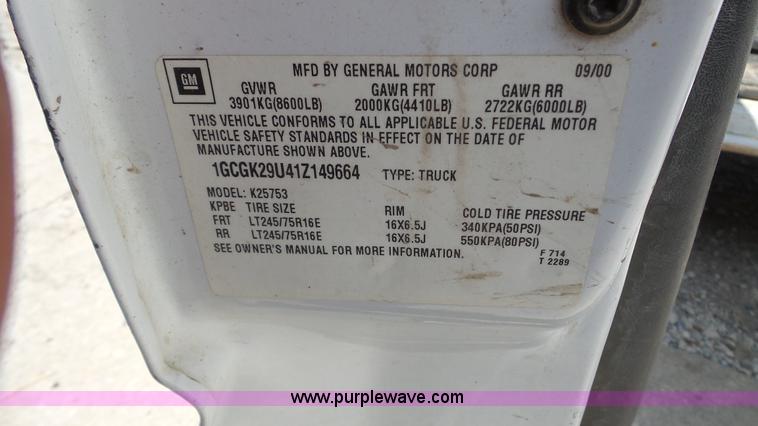 GM
MFD BY GENERAL MOTORS CORP 09/00
GVWR GAWR FRT GAWR RR
3901KG(8600LB) 2000KG(4410LB) 2722KG(6000LB)
THIS VEHICLE CONFORMS TO ALL APPLICABLE U.S. FEDERAL MOTOR
VEHICLE SAFETY STANDARDS IN EFFECT ON THE DATE OF
MANUFACTURE SHOWN ABOVE.
1GCGK29U41Z149664 TYPE: TRUCK
MODEL: K25753
KPBE TIRE SIZE RIM COLD TIRE PRESSURE
FRT LT245/75R16E 16X6.5J 340KPA(50PSI)
RR LT245/75R16E 16X6.5J 550KPA(80PSI)
SEE OWNER'S MANUAL FOR MORE INFORMATION. F 714
T 2289
www.purplewave.com